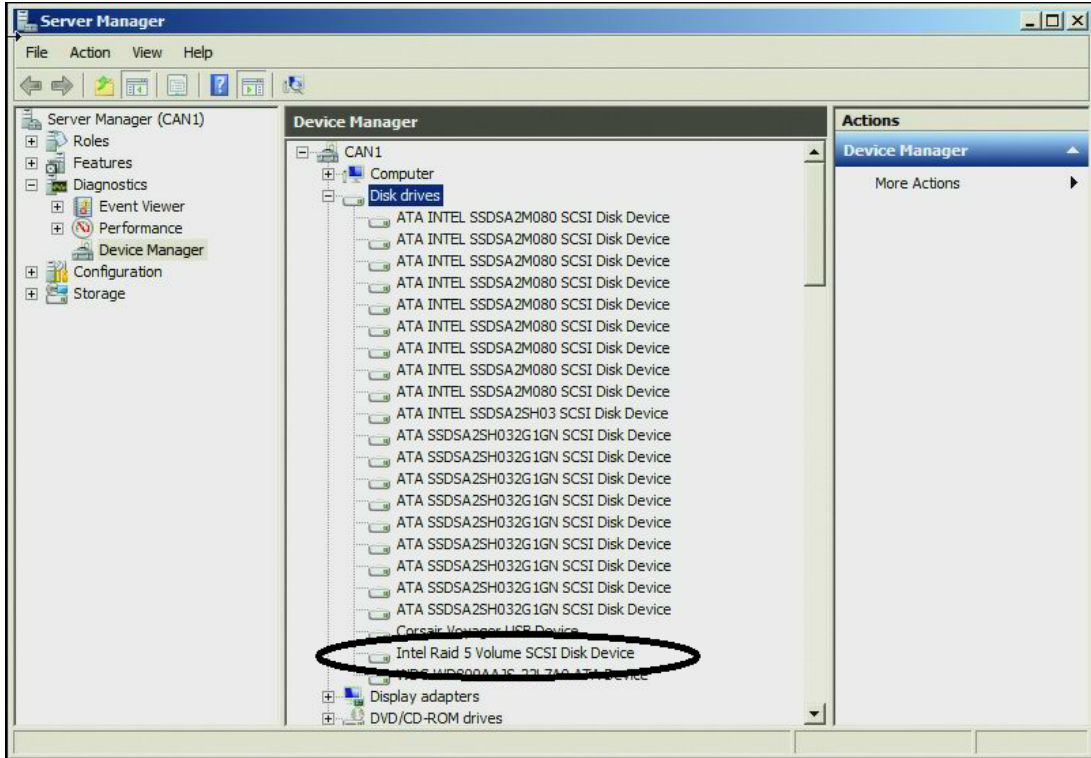 Server Manager
File Action View Help
Server Manager (CAN1)
Roles
Features
Diagnostics
Event Viewer
Performance
Device Manager
Configuration
Storage
Device Manager
CAN1
Computer
Disk drives
ATA INTEL SSDSA2M080 SCSI Disk Device
ATA INTEL SSDSA2M080 SCSI Disk Device
ATA INTEL SSDSA2M080 SCSI Disk Device
ATA INTEL SSDSA2M080 SCSI Disk Device
ATA INTEL SSDSA2M080 SCSI Disk Device
ATA INTEL SSDSA2M080 SCSI Disk Device
ATA INTEL SSDSA2M080 SCSI Disk Device
ATA INTEL SSDSA2M080 SCSI Disk Device
ATA INTEL SSDSA2M080 SCSI Disk Device
ATA INTEL SSDSA2SH03 SCSI Disk Device
ATA SSDSA2SH032G1GN SCSI Disk Device
ATA SSDSA2SH032G1GN SCSI Disk Device
ATA SSDSA2SH032G1GN SCSI Disk Device
ATA SSDSA2SH032G1GN SCSI Disk Device
ATA SSDSA2SH032G1GN SCSI Disk Device
ATA SSDSA2SH032G1GN SCSI Disk Device
ATA SSDSA2SH032G1GN SCSI Disk Device
ATA SSDSA2SH032G1GN SCSI Disk Device
ATA SSDSA2SH032G1GN SCSI Disk Device
Corsair Voyager USB Device
Intel Raid 5 Volume SCSI Disk Device
WDC WD800AAJS-22L7A0 ATA Device
Display adapters
DVD/CD-ROM drives
Actions
Device Manager
More Actions